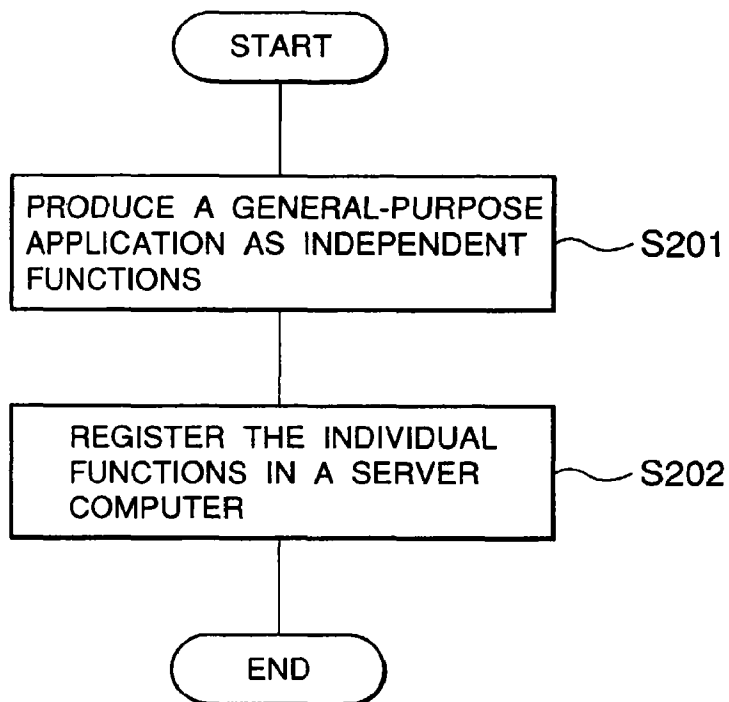 START
PRODUCE A GENERAL-PURPOSE
APPLICATION AS INDEPENDENT
FUNCTIONS
S201
REGISTER THE INDIVIDUAL
FUNCTIONS IN A SERVER
COMPUTER
S202
END